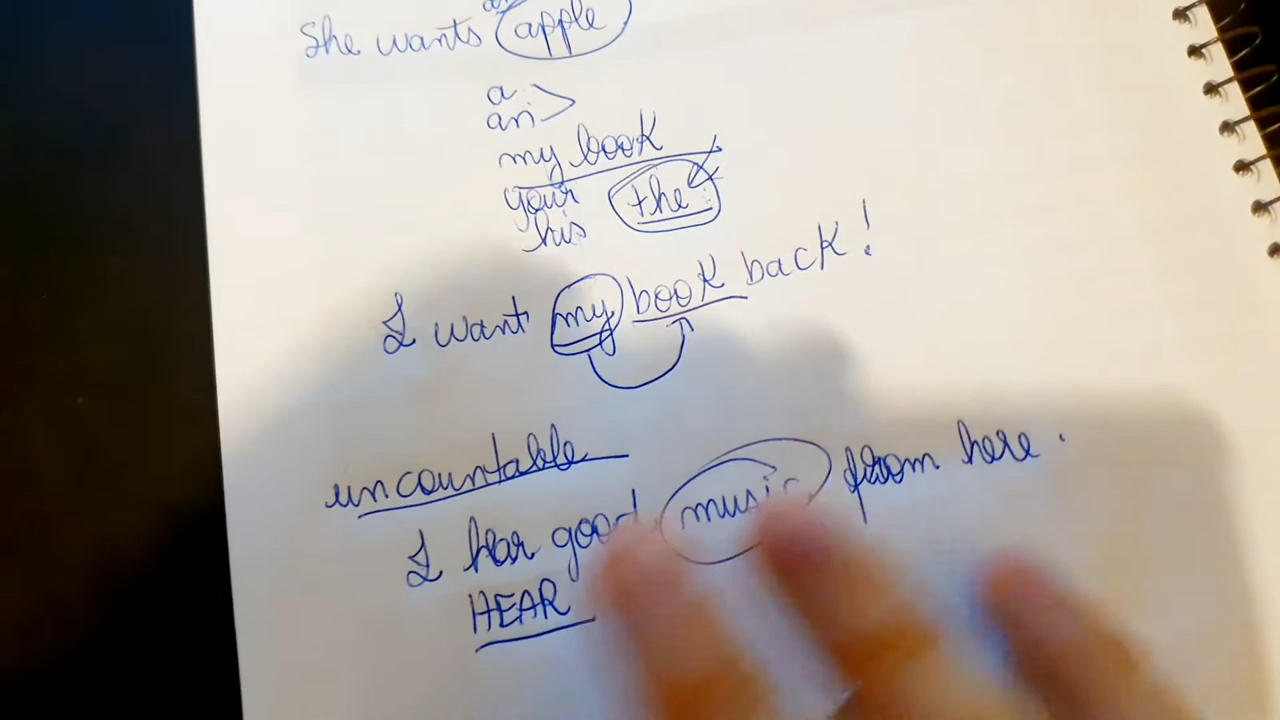 She wants an apple
a
an
my book
your the
his
I want my book back!
uncountable
I hear good music from here.
HEAR